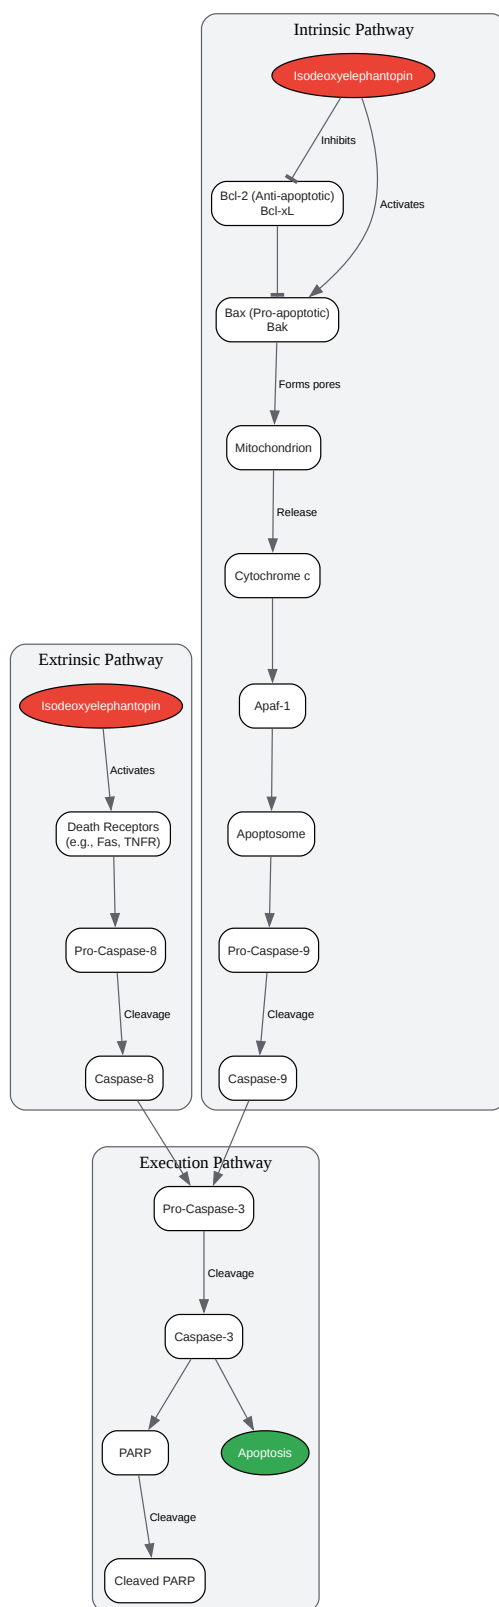 Intrinsic Pathway
Isodeoxyelephantopin
Inhibits
Bcl-2 (Anti-apoptotic)
Bcl-xL
Activates
Bax (Pro-apoptotic)
Bak
Forms pores
Mitochondrion
Release
Cytochrome c
Extrinsic Pathway
Isodeoxyelephantopin
Apaf-1
Activates
Death Receptors
(e.g., Fas, TNFR)
Apoptosome
Pro-Caspase-8
Pro-Caspase-9
Cleavage
Cleavage
Caspase-8
Caspase-9
Execution Pathway
Pro-Caspase-3
Cleavage
Caspase-3
PARP
Apoptosis
Cleavage
Cleaved PARP